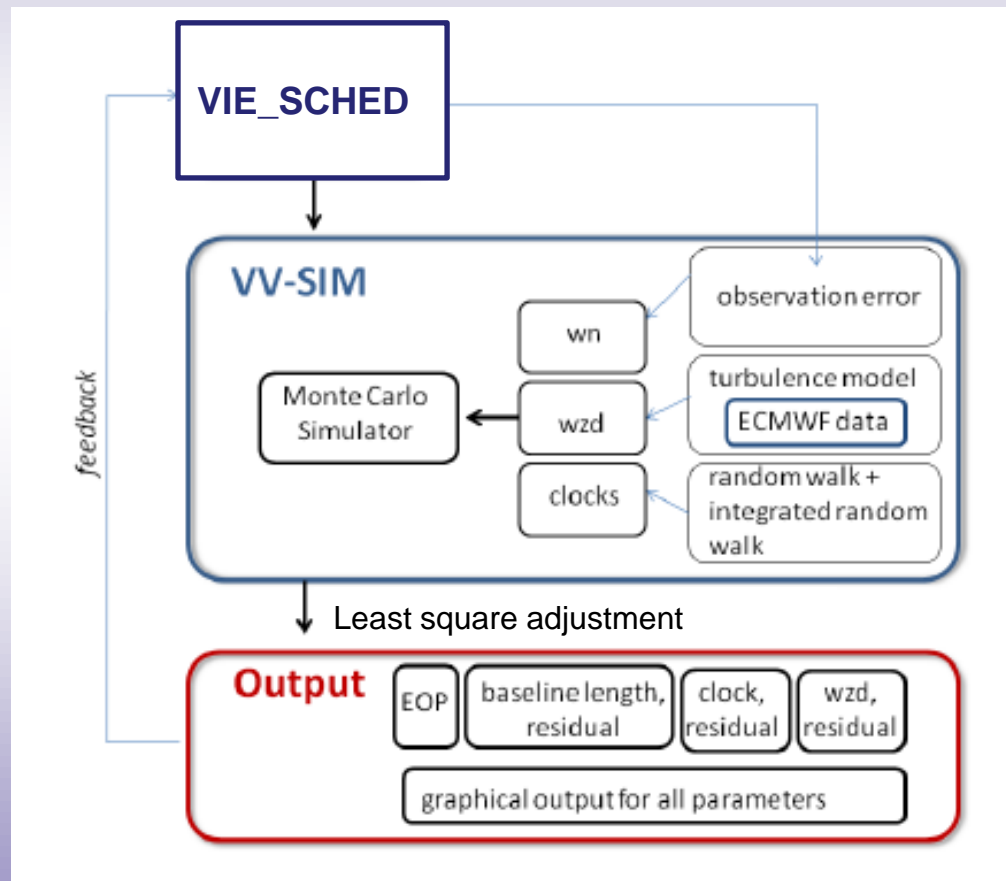 VIE_SCHED
VV-SIM
observation error
wn
turbulence model
ECMWF data
Monte Carlo
Simulator
wzd
clocks
random walk +
integrated random
walk
feedback
Least square adjustment
Output
EOP
baseline length,
residual
clock,
residual
wzd,
residual
graphical output for all parameters